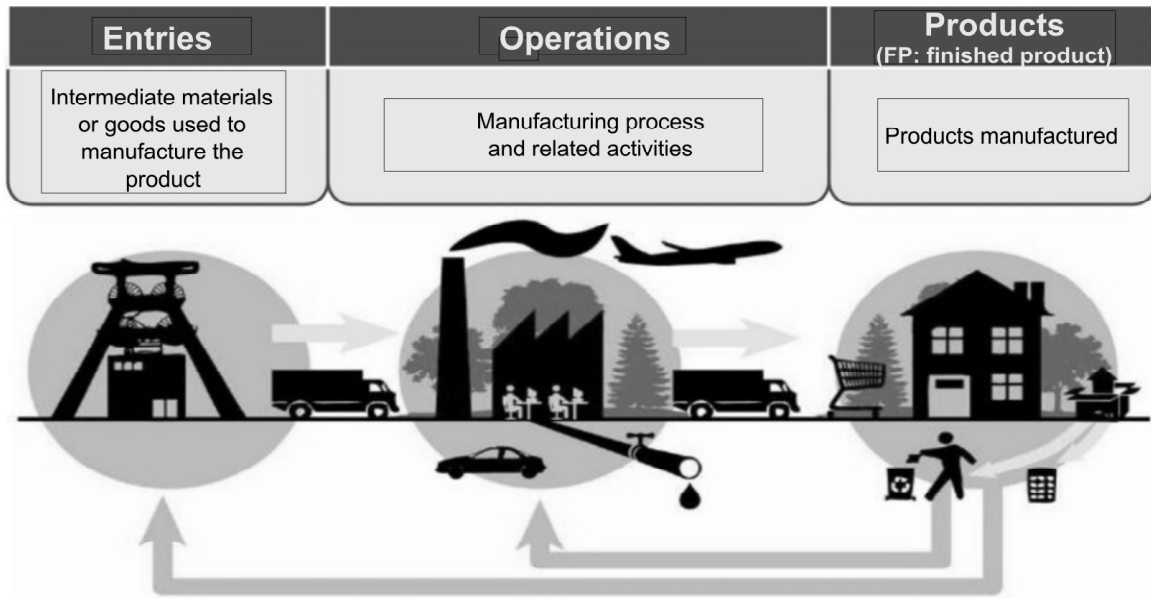 Entries
Operations
Products
(FP: finished product)
Intermediate materials
or goods used to
manufacture the
product
Manufacturing process
and related activities
Products manufactured